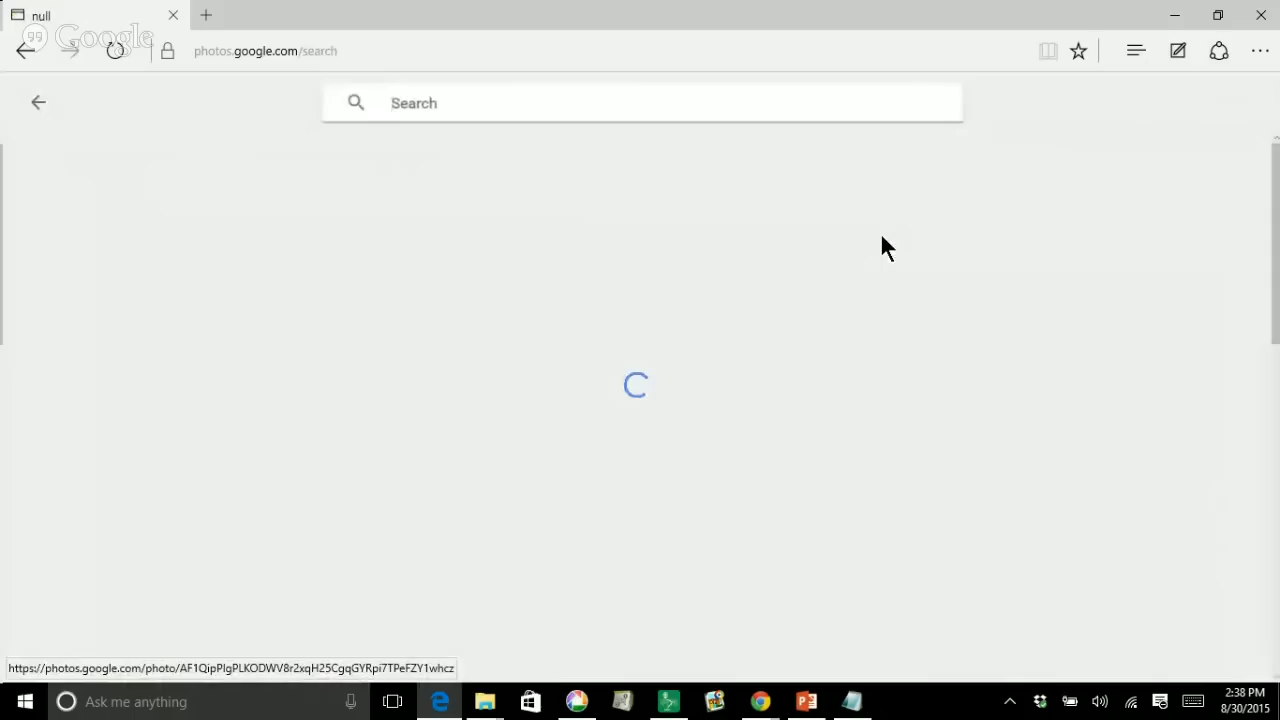 null
Google
photos.google.com/search
Search
https://photos.google.com/photo/AF1QipPlgPLKODWV8r2xqH25CgqGYRpi7TPeFZY1whcz
Ask me anything
2:38 PM
8/30/2015